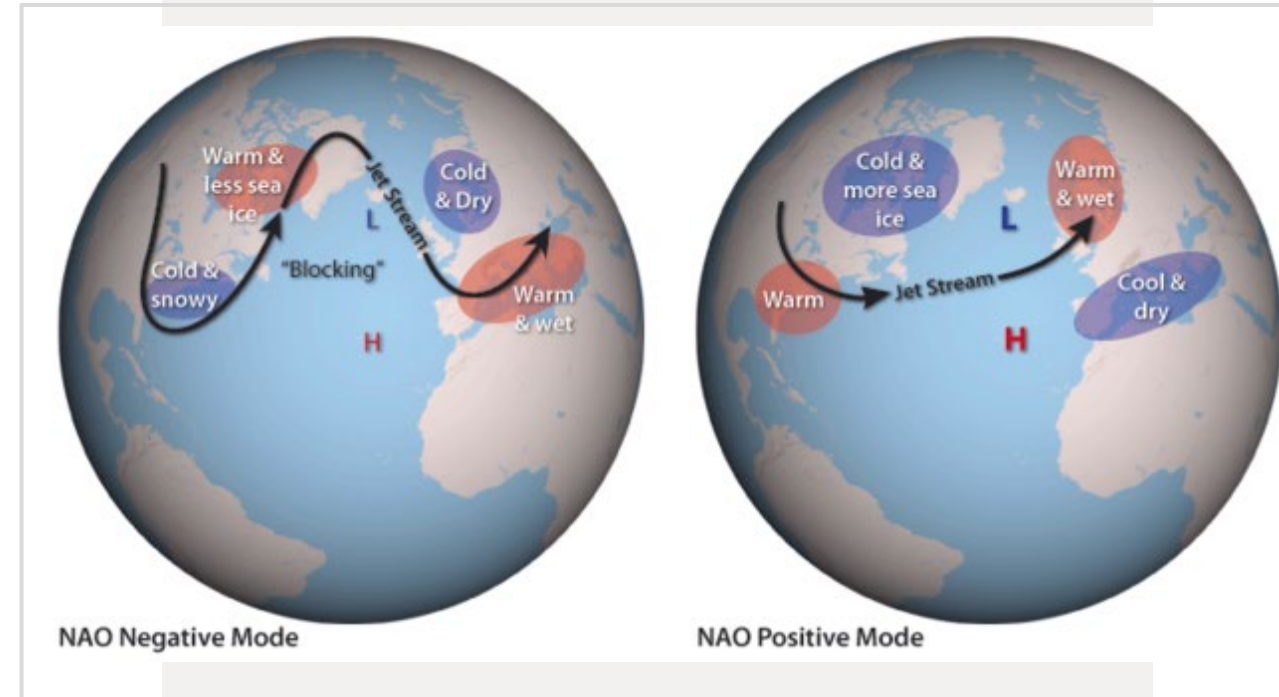 Warm &
less sea
ice
Cold
& Dry
Jet Stream
L
"Blocking"
Cold &
snowy
Warm
& wet
H
NAO Negative Mode
Cold &
more sea
ice
Warm
& wet
L
Jet Stream
Warm
Cool &
dry
H
NAO Positive Mode